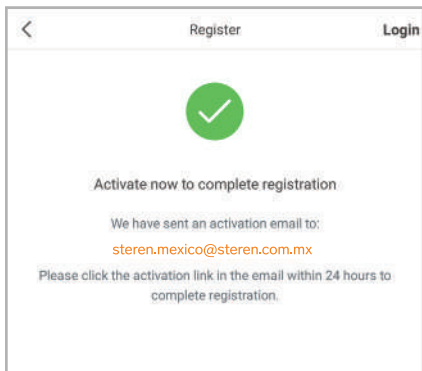 Register Login
Activate now to complete registration
We have sent an activation email to:
steren.mexico@steren.com.mx
Please click the activation link in the email within 24 hours to
complete registration.